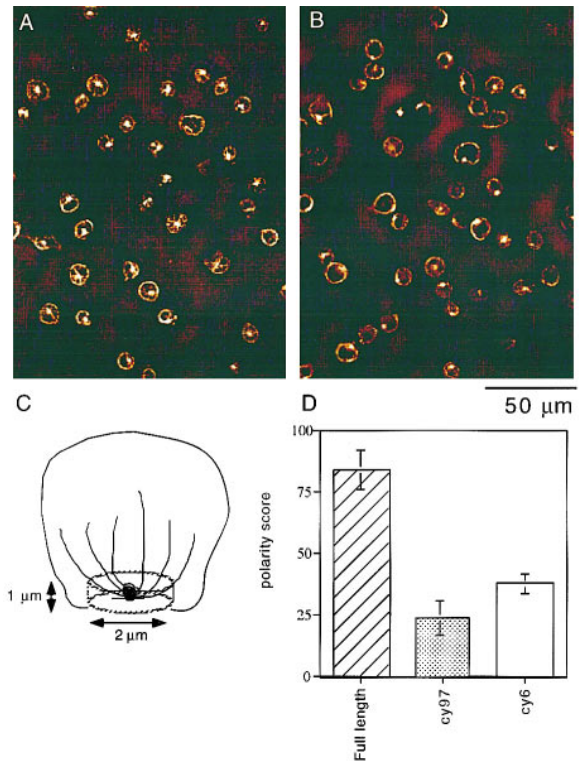 A
B
50 μm
C
1 μm
2 μm
D
polarity score
100
75
50
25
0
Full length
cy97
cy6